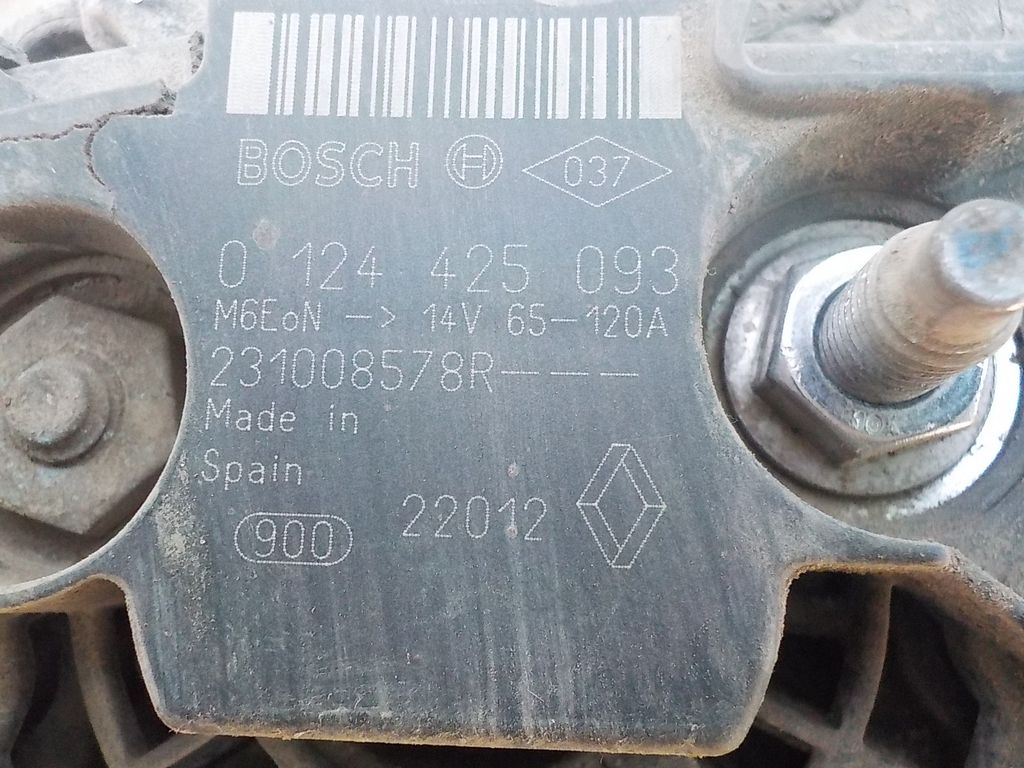 BOSCH H 037
0 124 425 093
M6EoN -> 14V 65-120A
231008578R----
Made in
Spain
900 22012